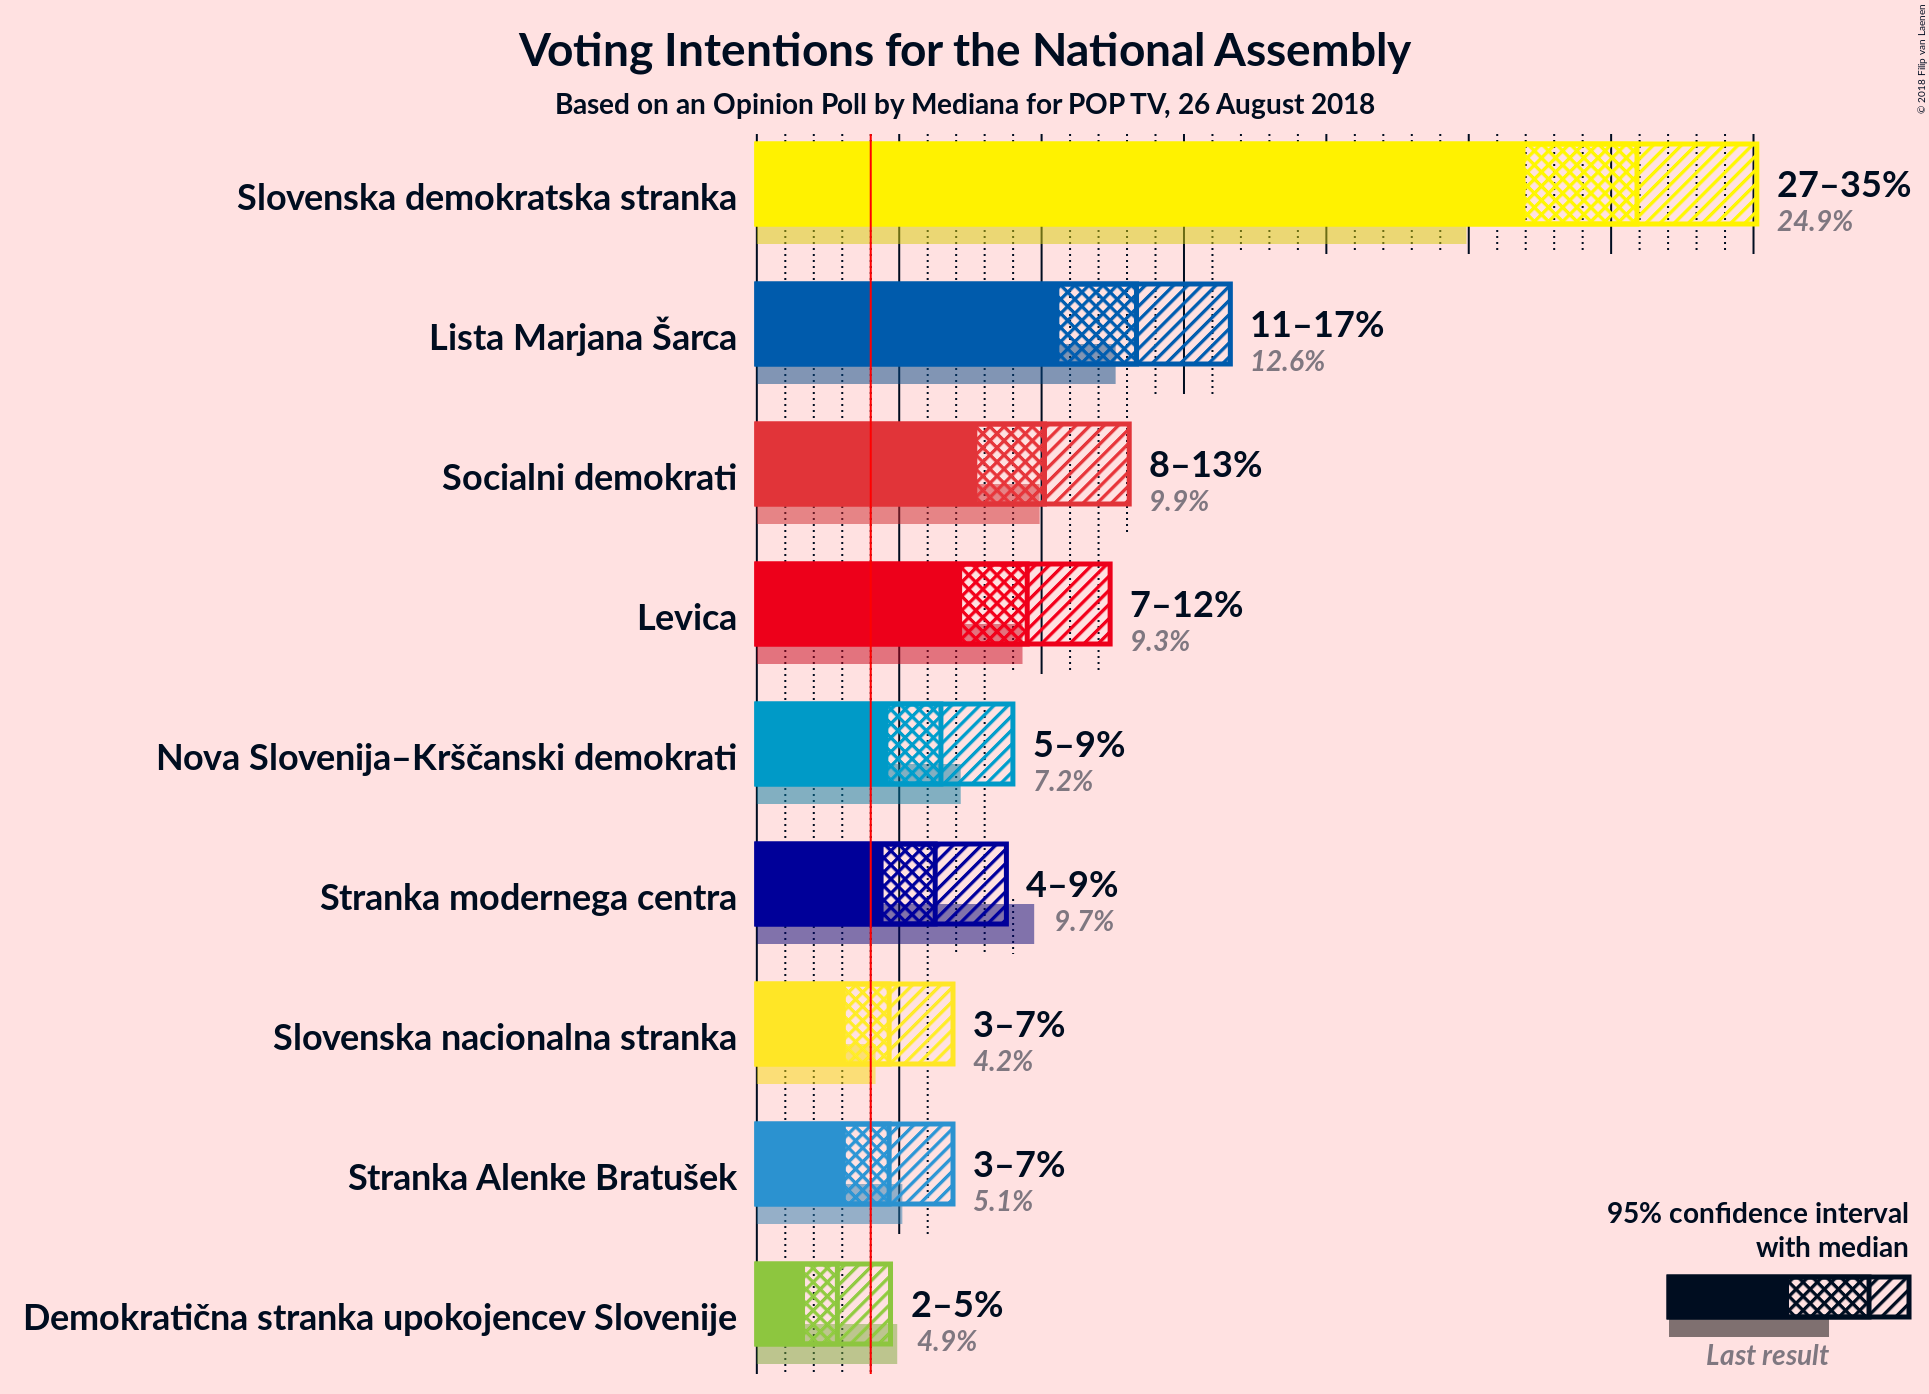 Voting Intentions for the National Assembly
Based on an Opinion Poll by Mediana for POP TV, 26 August 2018
© 2018 Filip van Laenen
Slovenska demokratska stranka
27–35%
24.9%
Lista Marjana Šarca
11–17%
12.6%
Socialni demokrati
8–13%
9.9%
Levica
7–12%
9.3%
Nova Slovenija–Krščanski demokrati
5–9%
7.2%
Stranka modernega centra
4–9%
9.7%
Slovenska nacionalna stranka
3–7%
4.2%
Stranka Alenke Bratušek
3–7%
5.1%
Demokratična stranka upokojencev Slovenije
2–5%
4.9%
95% confidence interval
with median
Last result